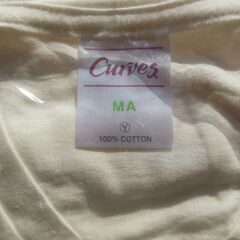 Curves.
MA
Y
100% COTTON